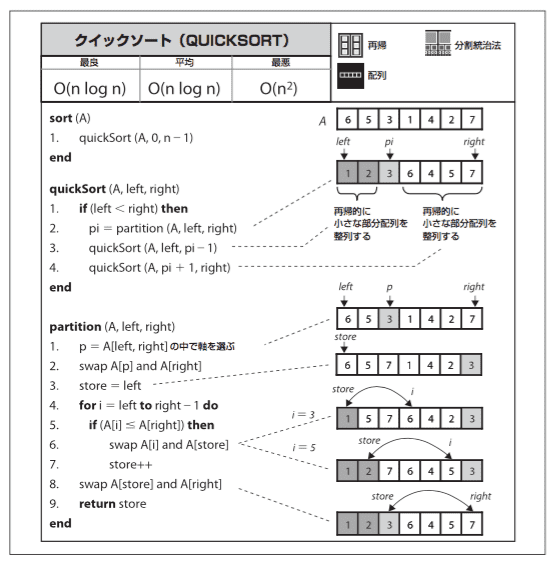 クイックソート（QUICKSORT）
最良 平均 最悪
O(n log n) O(n log n) O(n²)
再帰 分割統治法
配列
sort (A)
1. quickSort (A, 0, n − 1)
end
quickSort (A, left, right)
1. if (left < right) then
2. pi = partition (A, left, right)
3. quickSort (A, left, pi − 1)
4. quickSort (A, pi + 1, right)
end
partition (A, left, right)
1. p = A[left, right] の中で軸を選ぶ
2. swap A[p] and A[right]
3. store = left
4. for i = left to right − 1 do
5. if (A[i] ≤ A[right]) then
6. swap A[i] and A[store]
7. store++
8. swap A[store] and A[right]
9. return store
end
A 6 5 3 1 4 2 7
left pi right
1 2 3 6 4 5 7
再帰的に
小さな部分配列を
整列する
再帰的に
小さな部分配列を
整列する
left p right
6 5 3 1 4 2 7
store
6 5 7 1 4 2 3
store i
i = 3
1 5 7 6 4 2 3
store i
i = 5
1 2 7 6 4 5 3
store right
1 2 3 6 4 5 7